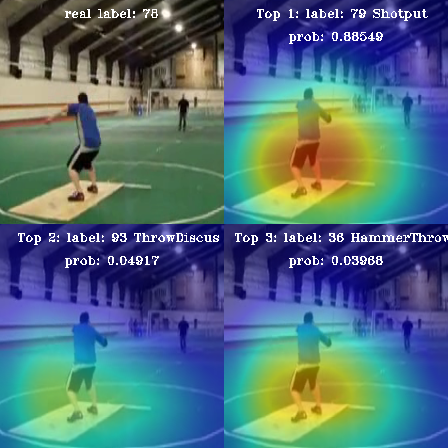 real label: 78
Top 1: label: 79 Shotput
prob: 0.88549
Top 2: label: 93 ThrowDiscus
prob: 0.04917
Top 3: label: 36 HammerThrow
prob: 0.03968